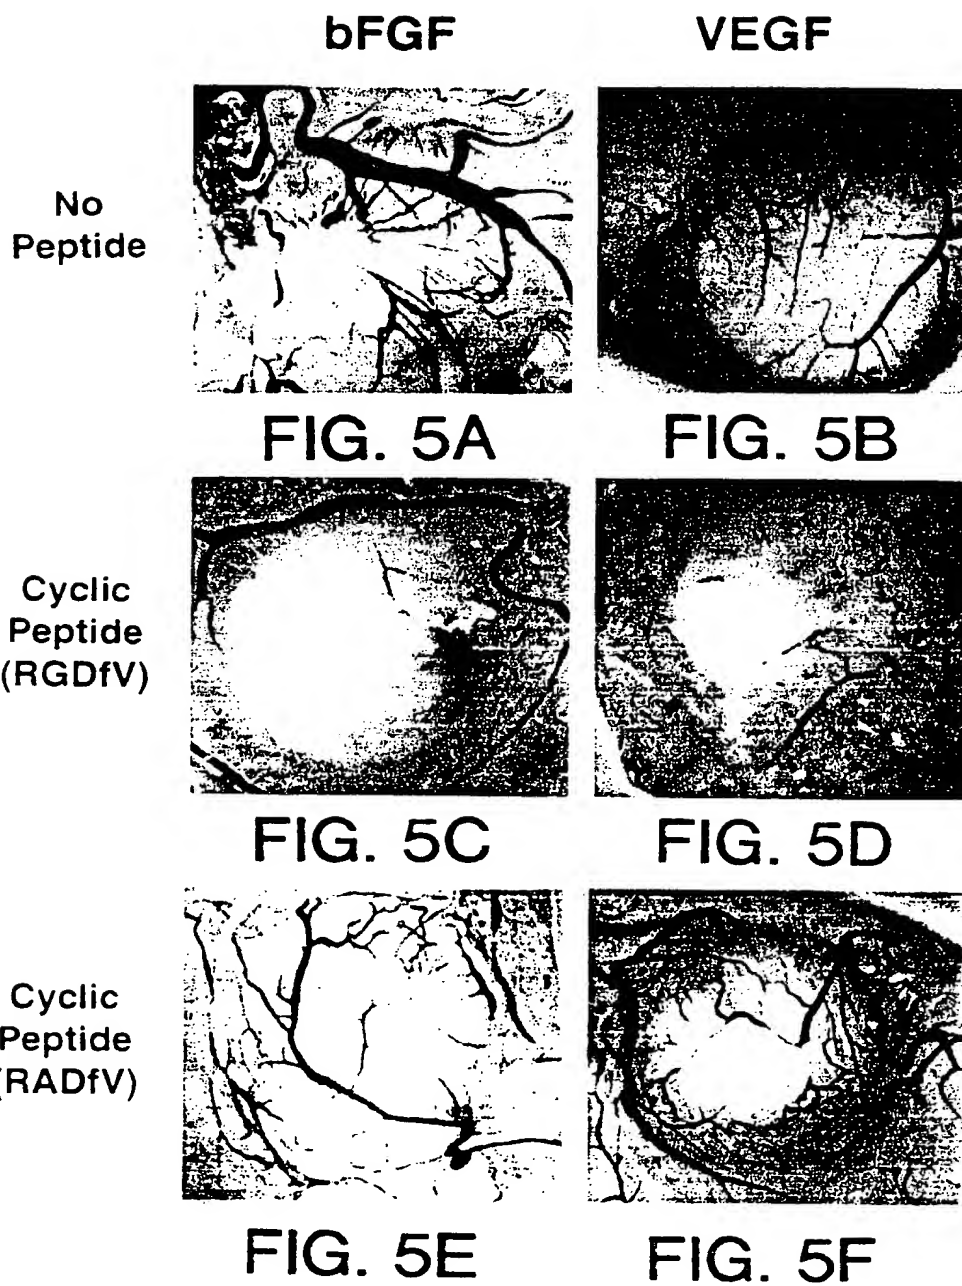 bFGF VEGF
No
Peptide
FIG. 5A FIG. 5B
Cyclic
Peptide
(RGDfV)
FIG. 5C FIG. 5D
Cyclic
Peptide
(RADfV)
FIG. 5E FIG. 5F